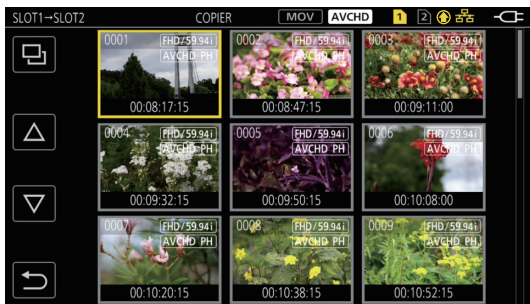 SLOT1→SLOT2 COPIER MOV AVCHD 1 2
0001 FHD/59.94i AVCHD PH
00:08:17:15
0002 FHD/59.94i AVCHD PH
00:08:47:15
0003 FHD/59.94i AVCHD PH
00:09:11:00
0004 FHD/59.94i AVCHD PH
00:09:32:15
0005 FHD/59.94i AVCHD PH
00:09:50:15
0006 FHD/59.94i AVCHD PH
00:10:08:00
0007 FHD/59.94i AVCHD PH
00:10:20:15
0008 FHD/59.94i AVCHD PH
00:10:38:15
0009 FHD/59.94i AVCHD PH
00:10:52:15